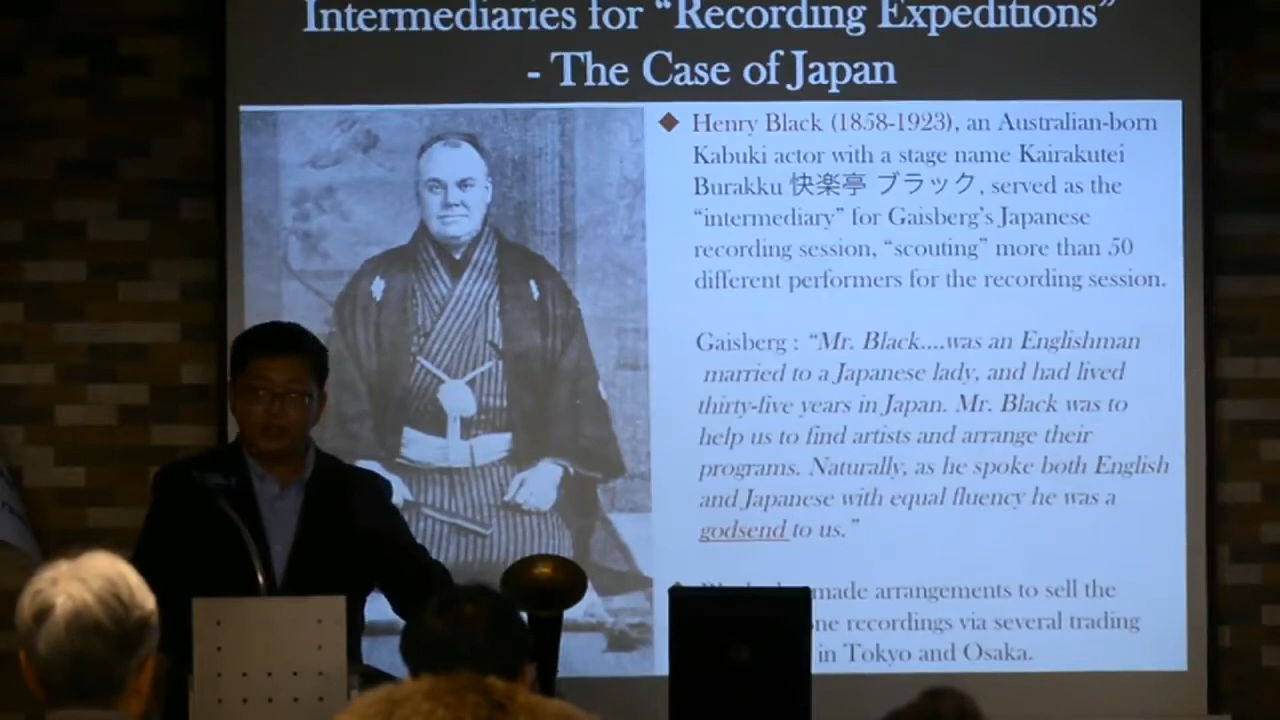 Intermediaries for “Recording Expeditions”
- The Case of Japan
Henry Black (1858-1923), an Australian-born
Kabuki actor with a stage name Kairakutei
Burakku 快楽亭 ブラック, served as the
“intermediary” for Gaisberg’s Japanese
recording session, “scouting” more than 50
different performers for the recording session.
Gaisberg : “Mr. Black....was an Englishman
married to a Japanese lady, and had lived
thirty-five years in Japan. Mr. Black was to
help us to find artists and arrange their
programs. Naturally, as he spoke both English
and Japanese with equal fluency he was a
godsend to us.”
made arrangements to sell the
recordings via several trading
in Tokyo and Osaka.